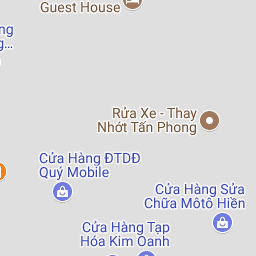 Guest House
ng
g...
Rửa Xe - Thay
Nhớt Tấn Phong
Cửa Hàng ĐTDĐ
Quý Mobile
Cửa Hàng Sửa
Chữa Môtô Hiền
Cửa Hàng Tạp
Hóa Kim Oanh